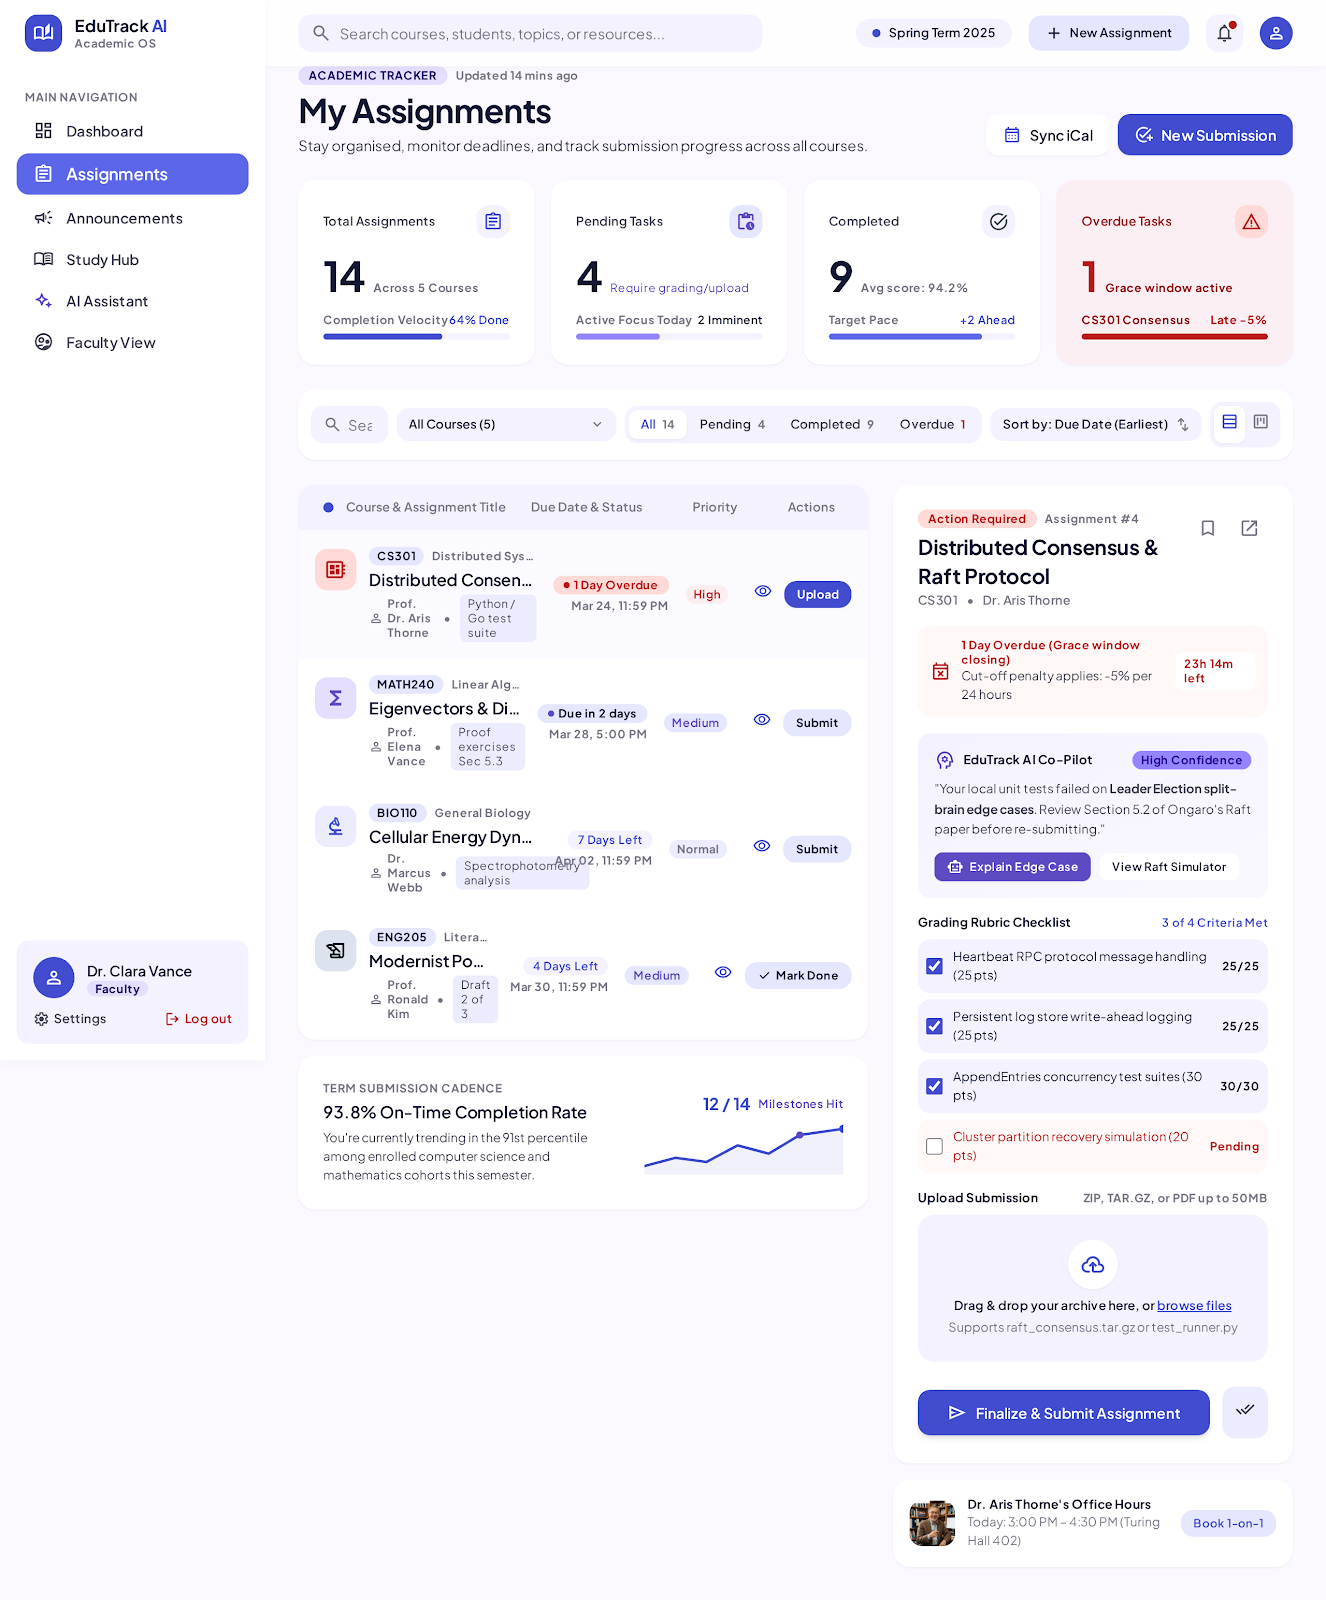 EduTrack AI
Academic OS
MAIN NAVIGATION
Dashboard
Assignments
Announcements
Study Hub
AI Assistant
Faculty View
Dr. Clara Vance
Faculty
Settings
Log out
Search courses, students, topics, or resources...
Spring Term 2025
New Assignment
ACADEMIC TRACKER Updated 14 mins ago
My Assignments
Stay organised, monitor deadlines, and track submission progress across all courses.
Sync iCal
New Submission
Total Assignments
14 Across 5 Courses
Completion Velocity 64% Done
Pending Tasks
4 Require grading/upload
Active Focus Today 2 Imminent
Completed
9 Avg score: 94.2%
Target Pace +2 Ahead
Overdue Tasks
1 Grace window active
CS301 Consensus Late -5%
Sea
All Courses (5)
All 14
Pending 4
Completed 9
Overdue 1
Sort by: Due Date (Earliest)
Course & Assignment Title Due Date & Status Priority Actions
CS301 Distributed Sys...
Distributed Consen...
Prof.
Dr. Aris
Thorne
•
Python /
Go test
suite
1 Day Overdue
Mar 24, 11:59 PM
High
Upload
MATH240 Linear Alg...
Eigenvectors & Di...
Prof.
Elena
Vance
•
Proof
exercises
Sec 5.3
Due in 2 days
Mar 28, 5:00 PM
Medium
Submit
BIO110 General Biology
Cellular Energy Dyn...
Dr.
Marcus
Webb
•
Spectrophotometry
analysis
7 Days Left
Apr 02, 11:59 PM
Normal
Submit
ENG205 Litera...
Modernist Po...
Prof.
Ronald
Kim
•
Draft
2 of
3
4 Days Left
Mar 30, 11:59 PM
Medium
Mark Done
TERM SUBMISSION CADENCE
93.8% On-Time Completion Rate
You're currently trending in the 91st percentile
among enrolled computer science and
mathematics cohorts this semester.
12 / 14 Milestones Hit
Action Required Assignment #4
Distributed Consensus &
Raft Protocol
CS301 • Dr. Aris Thorne
1 Day Overdue (Grace window
closing)
Cut-off penalty applies: -5% per
24 hours
23h 14m
left
EduTrack AI Co-Pilot
High Confidence
"Your local unit tests failed on Leader Election split-
brain edge cases. Review Section 5.2 of Ongaro's Raft
paper before re-submitting."
Explain Edge Case
View Raft Simulator
Grading Rubric Checklist 3 of 4 Criteria Met
Heartbeat RPC protocol message handling
(25 pts)
25/25
Persistent log store write-ahead logging
(25 pts)
25/25
AppendEntries concurrency test suites (30
pts)
30/30
Cluster partition recovery simulation (20
pts)
Pending
Upload Submission ZIP, TAR.GZ, or PDF up to 50MB
Drag & drop your archive here, or browse files
Supports raft_consensus.tar.gz or test_runner.py
Finalize & Submit Assignment
Dr. Aris Thorne's Office Hours
Today: 3:00 PM – 4:30 PM (Turing
Hall 402)
Book 1-on-1